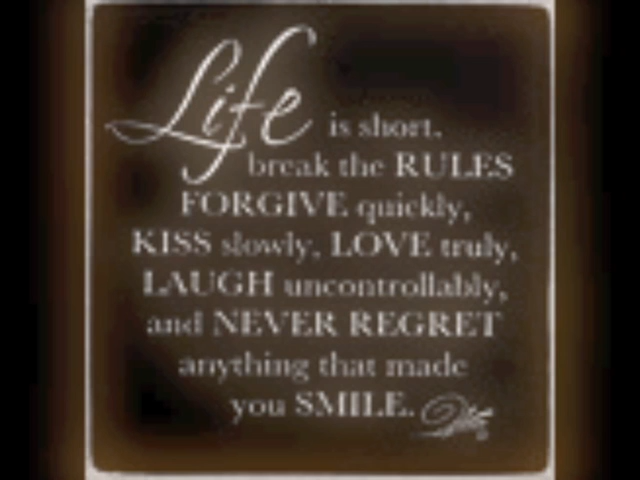 Life is short.
break the RULES
FORGIVE quickly,
KISS slowly, LOVE truly,
LAUGH uncontrollably,
and NEVER REGRET
anything that made
you SMILE.